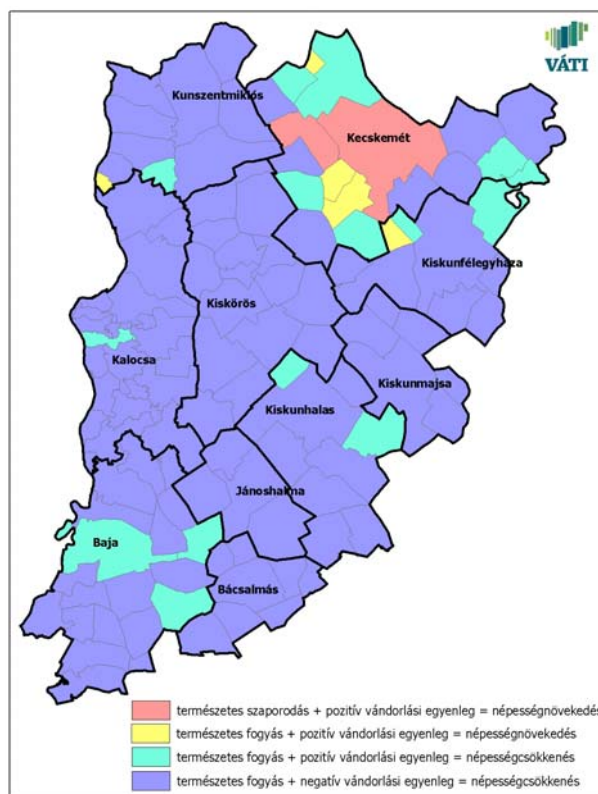 VÁTI
Kunszentmiklós
Kecskemét
Kiskunfélegyháza
Kiskőrös
Kalocsa
Kiskunmajsa
Kiskunhalas
Jánoshalma
Baja
Bácsalmás
természetes szaporodás + pozitív vándorlási egyenleg = népességnövekedés
természetes fogyás + pozitív vándorlási egyenleg = népességnövekedés
természetes fogyás + pozitív vándorlási egyenleg = népességcsökkenés
természetes fogyás + negatív vándorlási egyenleg = népességcsökkenés